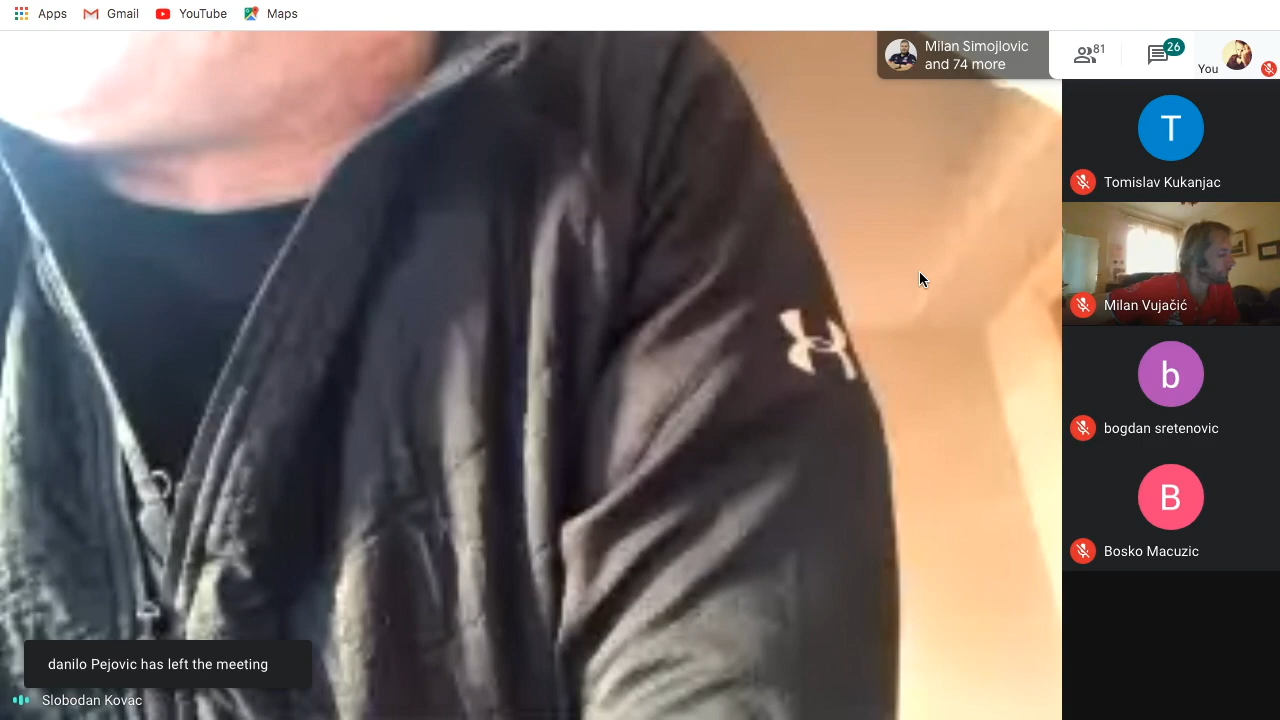 Apps
Gmail
YouTube
Maps
Milan Simojlovic
and 74 more
81
26
You
T
Tomislav Kukanjac
Milan Vujačić
b
bogdan sretenovic
B
Bosko Macuzic
danilo Pejovic has left the meeting
Slobodan Kovac